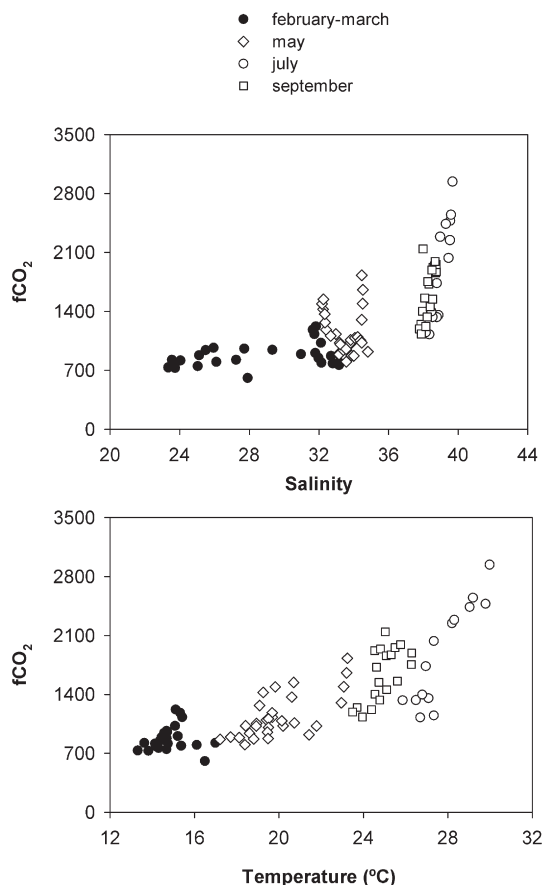 february-march
may
july
september
3500
2800
2100
1400
700
0
fCO2
20 24 28 32 36 40 44
Salinity
3500
2800
2100
1400
700
0
fCO2
12 16 20 24 28 32
Temperature (ºC)